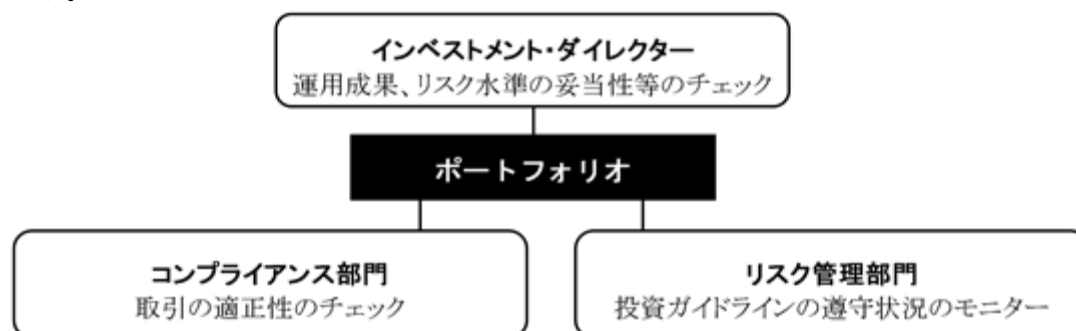 インベストメント・ダイレクター
運用成果、リスク水準の妥当性等のチェック
ポートフォリオ
コンプライアンス部門
取引の適正性のチェック
リスク管理部門
投資ガイドラインの遵守状況のモニター